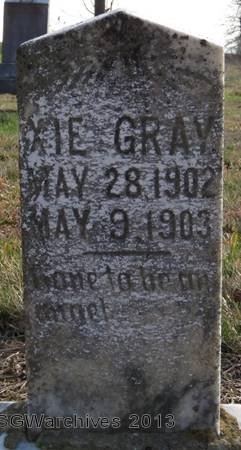 XIE GRAY
MAY 28, 1902
MAY 9, 1903
Gone to be an
angel.
SGWarchives 2013